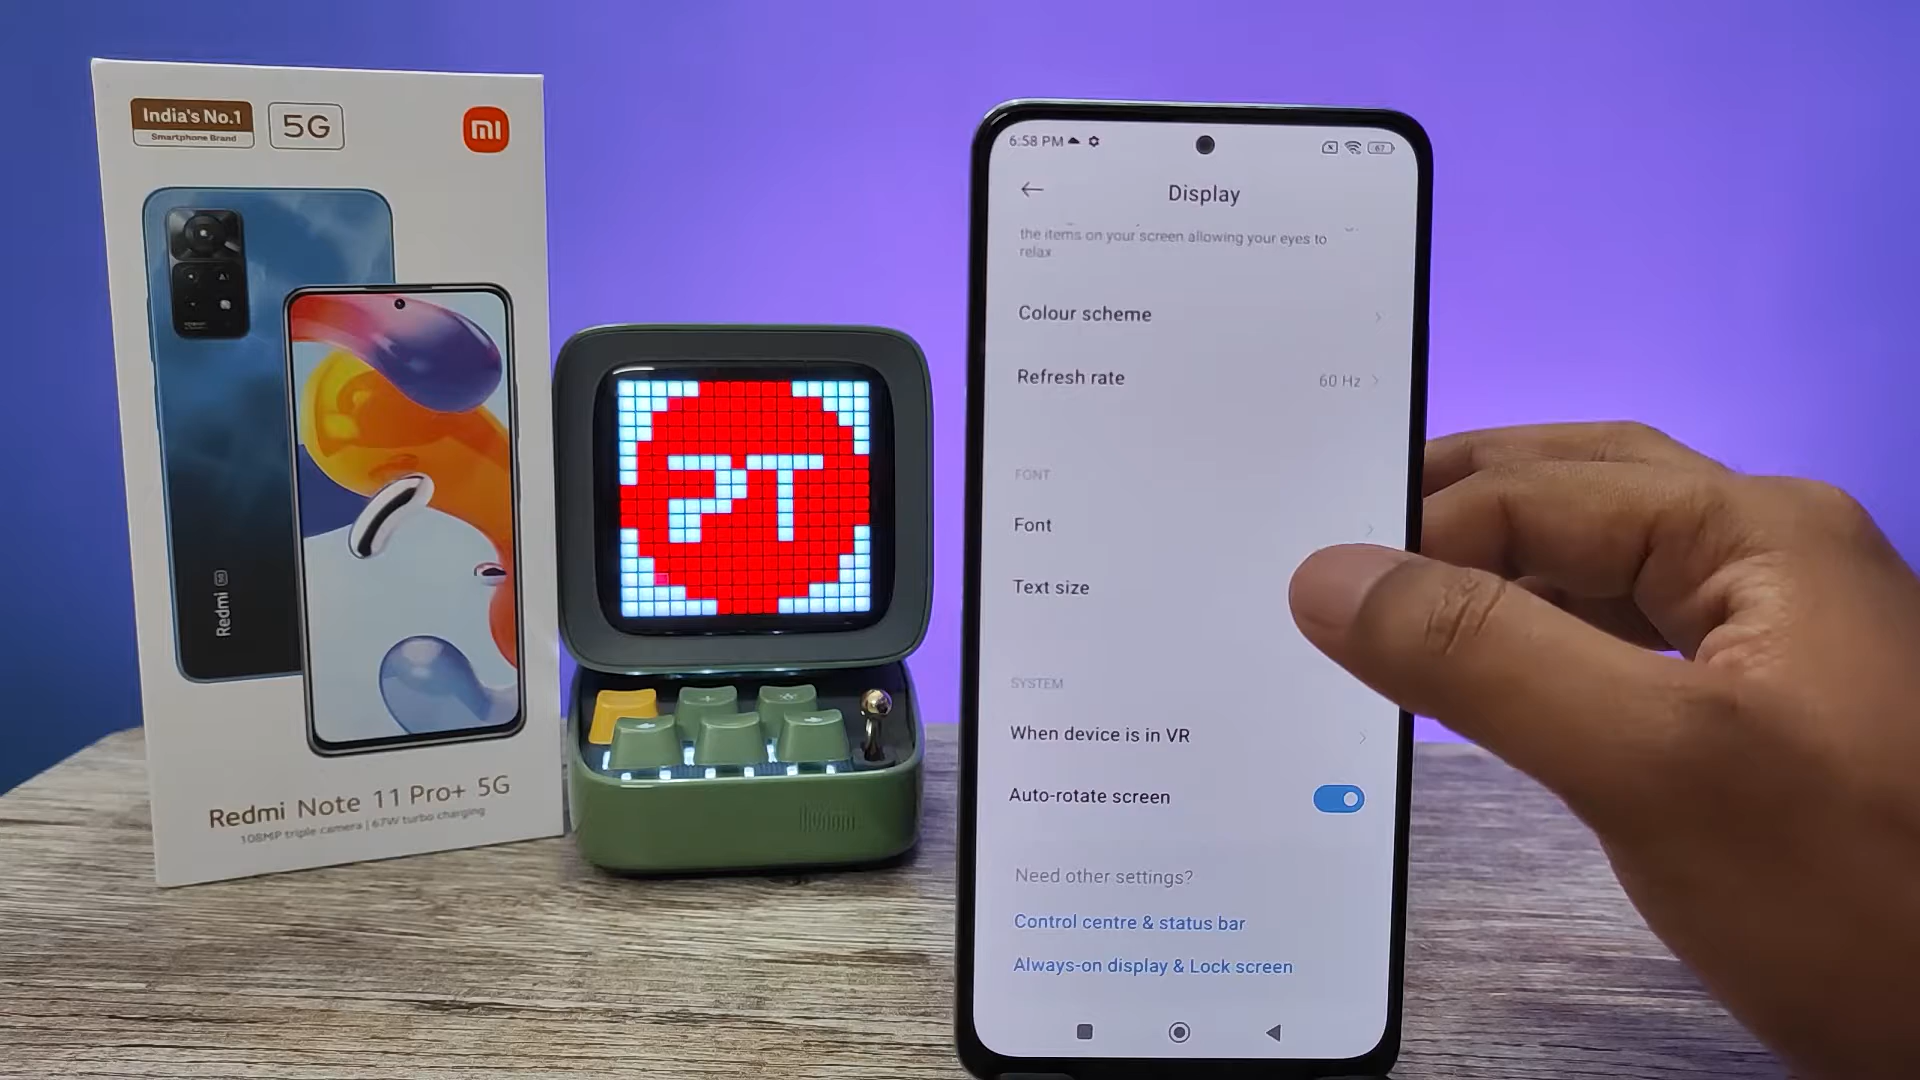 India's No.1
Smartphone Brand
5G
mi
Redmi 5G
Redmi Note 11 Pro+ 5G
108MP triple camera | 67W turbo charging
PT
6:58 PM
67
Display
the items on your screen allowing your eyes to
relax
Colour scheme
Refresh rate
60 Hz
FONT
Font
Text size
SYSTEM
When device is in VR
Auto-rotate screen
Need other settings?
Control centre & status bar
Always-on display & Lock screen